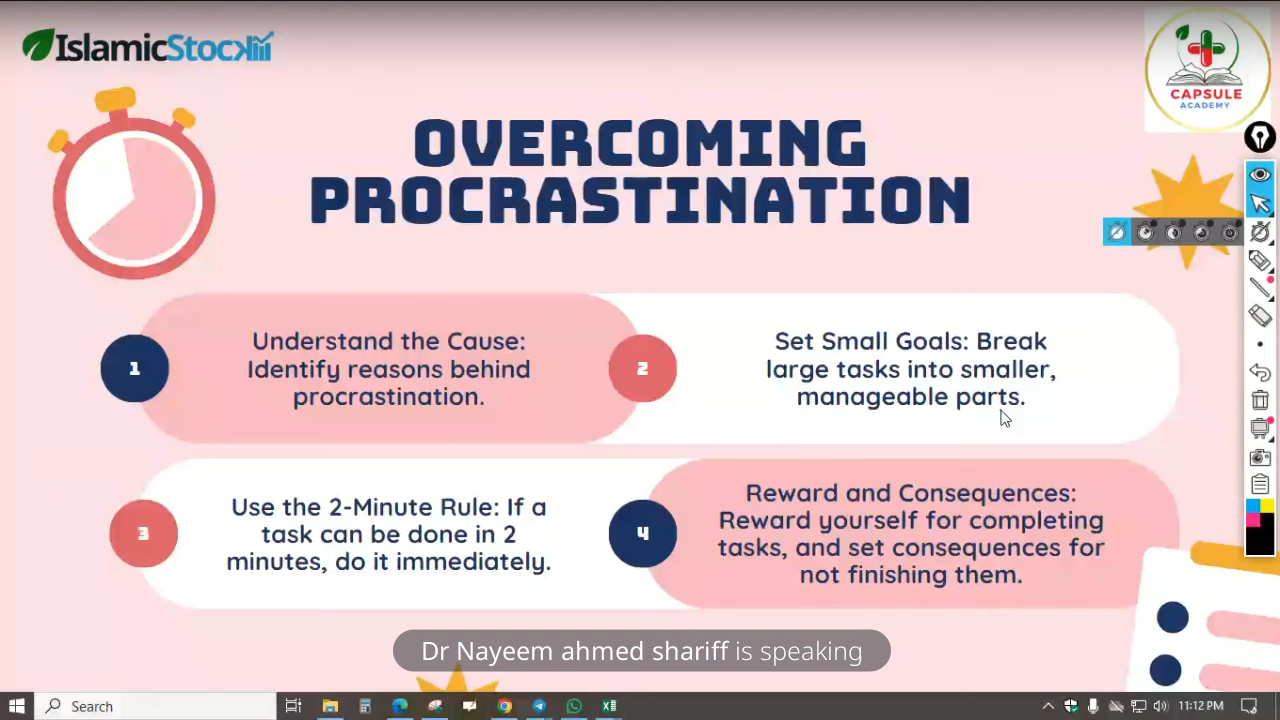 IslamicStock
CAPSULE
ACADEMY
OVERCOMING
PROCRASTINATION
1
Understand the Cause:
Identify reasons behind
procrastination.
2
Set Small Goals: Break
large tasks into smaller,
manageable parts.
3
Use the 2-Minute Rule: If a
task can be done in 2
minutes, do it immediately.
4
Reward and Consequences:
Reward yourself for completing
tasks, and set consequences for
not finishing them.
Dr Nayeem ahmed shariff is speaking
Search
11:12 PM